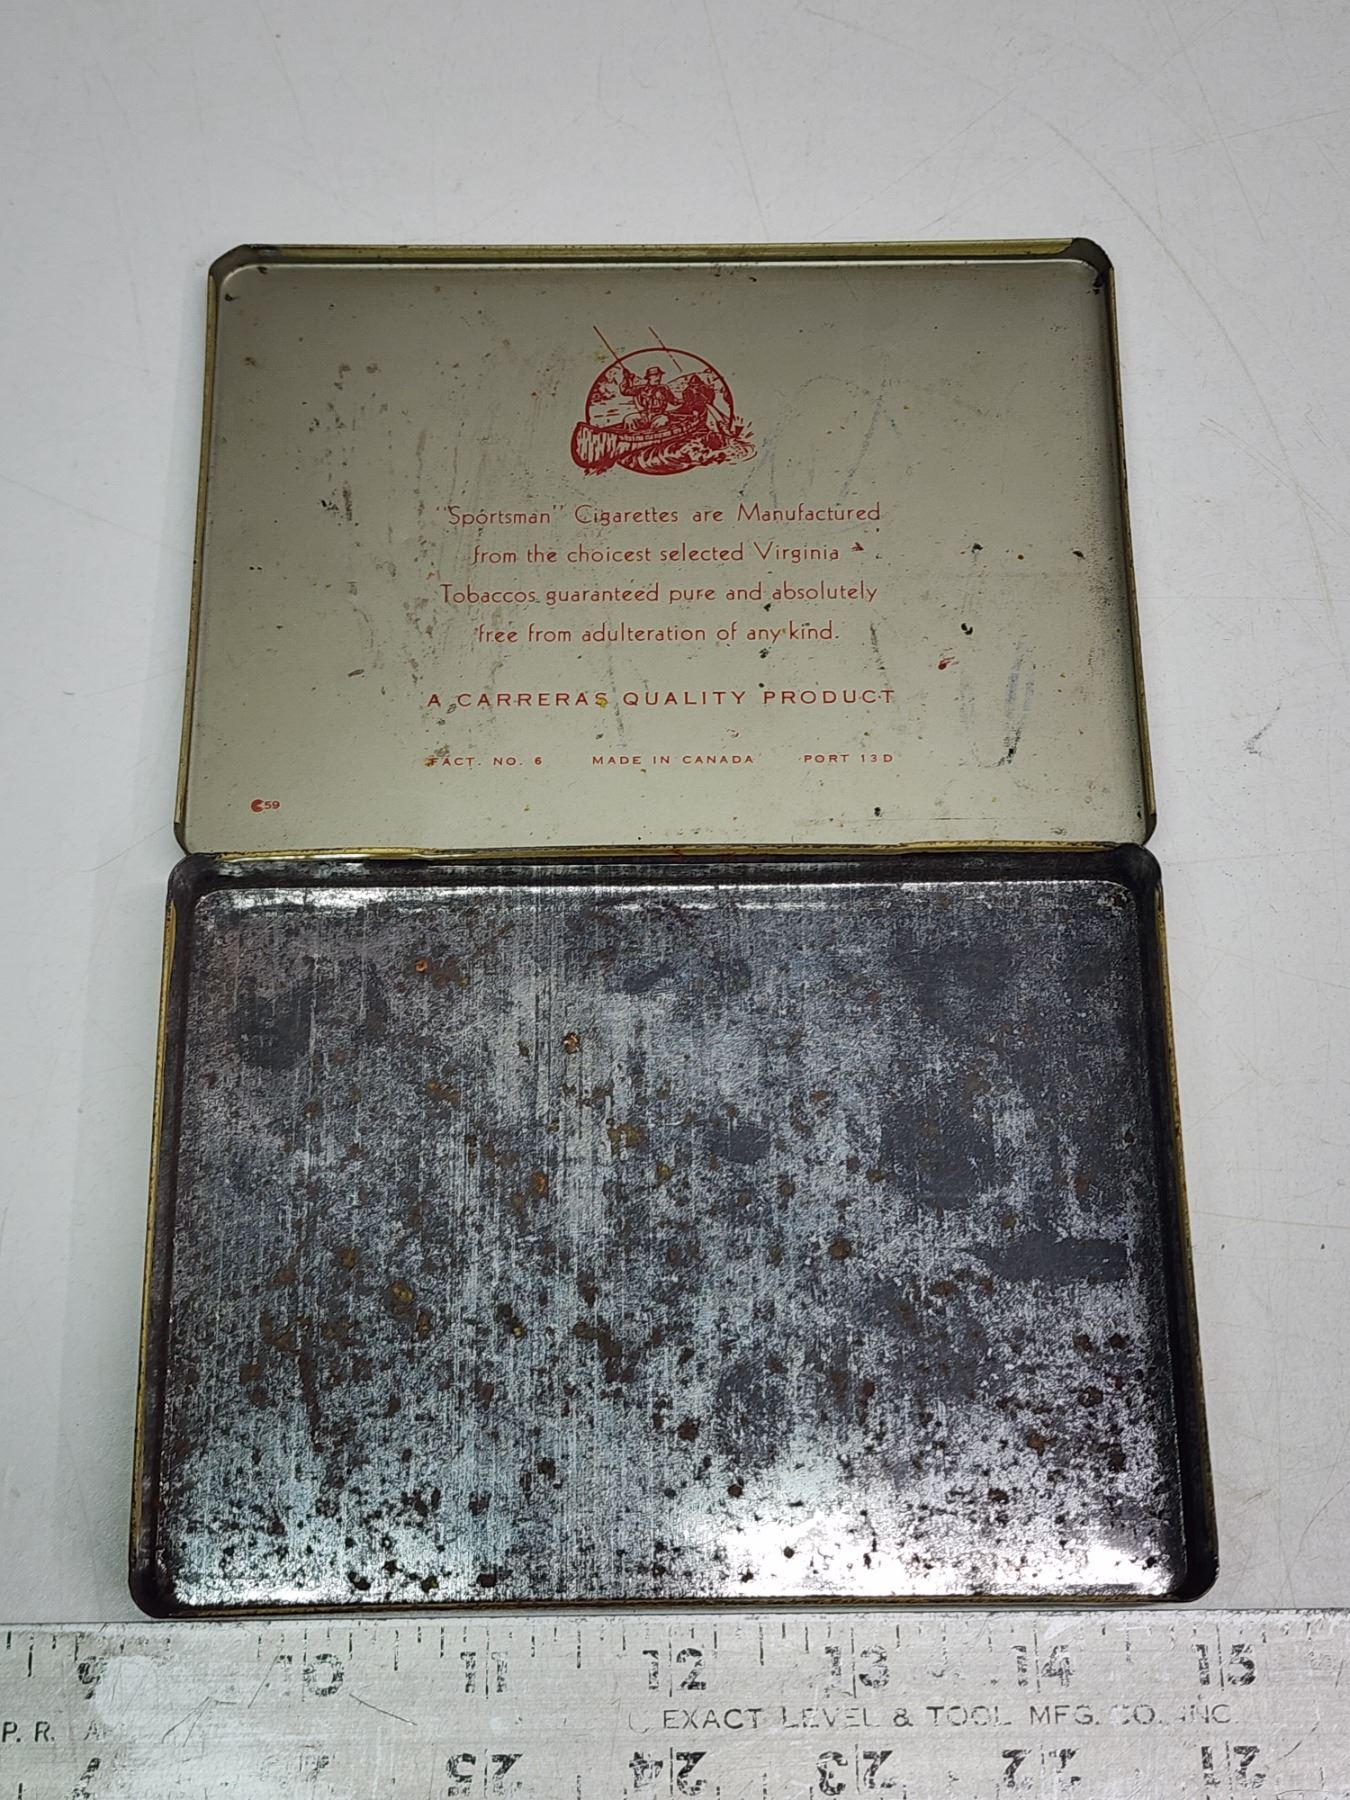 "Sportsman" Cigarettes are Manufactured
from the choicest selected Virginia
Tobaccos guaranteed pure and absolutely
free from adulteration of any kind.
A CARRERAS QUALITY PRODUCT
FACT. NO. 6 MADE IN CANADA PORT 13 D
59
9 10 11 12 13 14 15
P. R. EXACT LEVEL & TOOL MFG. CO. INC.
25 24 23 22 21